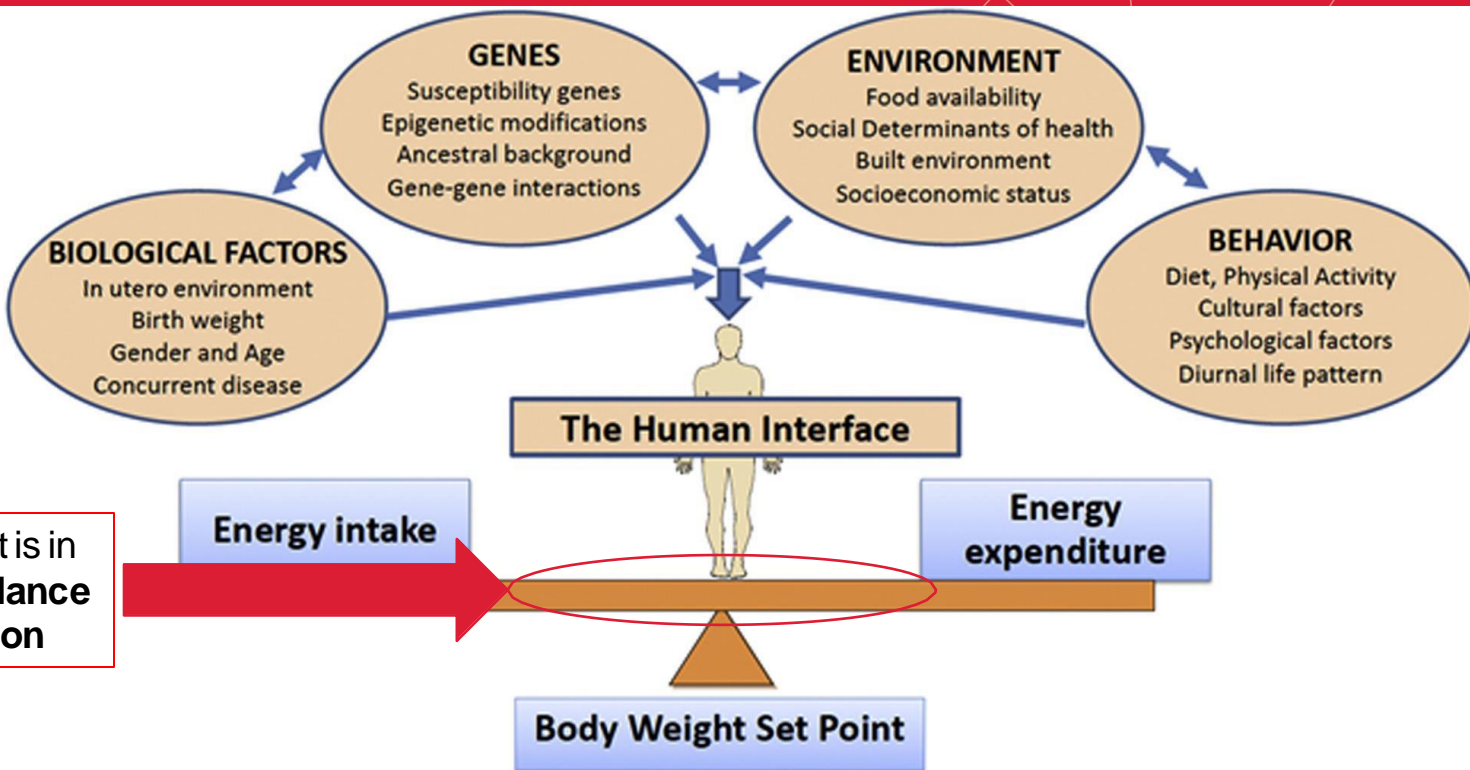 GENES
Susceptibility genes
Epigenetic modifications
Ancestral background
Gene-gene interactions
ENVIRONMENT
Food availability
Social Determinants of health
Built environment
Socioeconomic status
BIOLOGICAL FACTORS
In utero environment
Birth weight
Gender and Age
Concurrent disease
BEHAVIOR
Diet, Physical Activity
Cultural factors
Psychological factors
Diurnal life pattern
The Human Interface
Energy intake
Energy
expenditure
is in
Body Weight Set Point